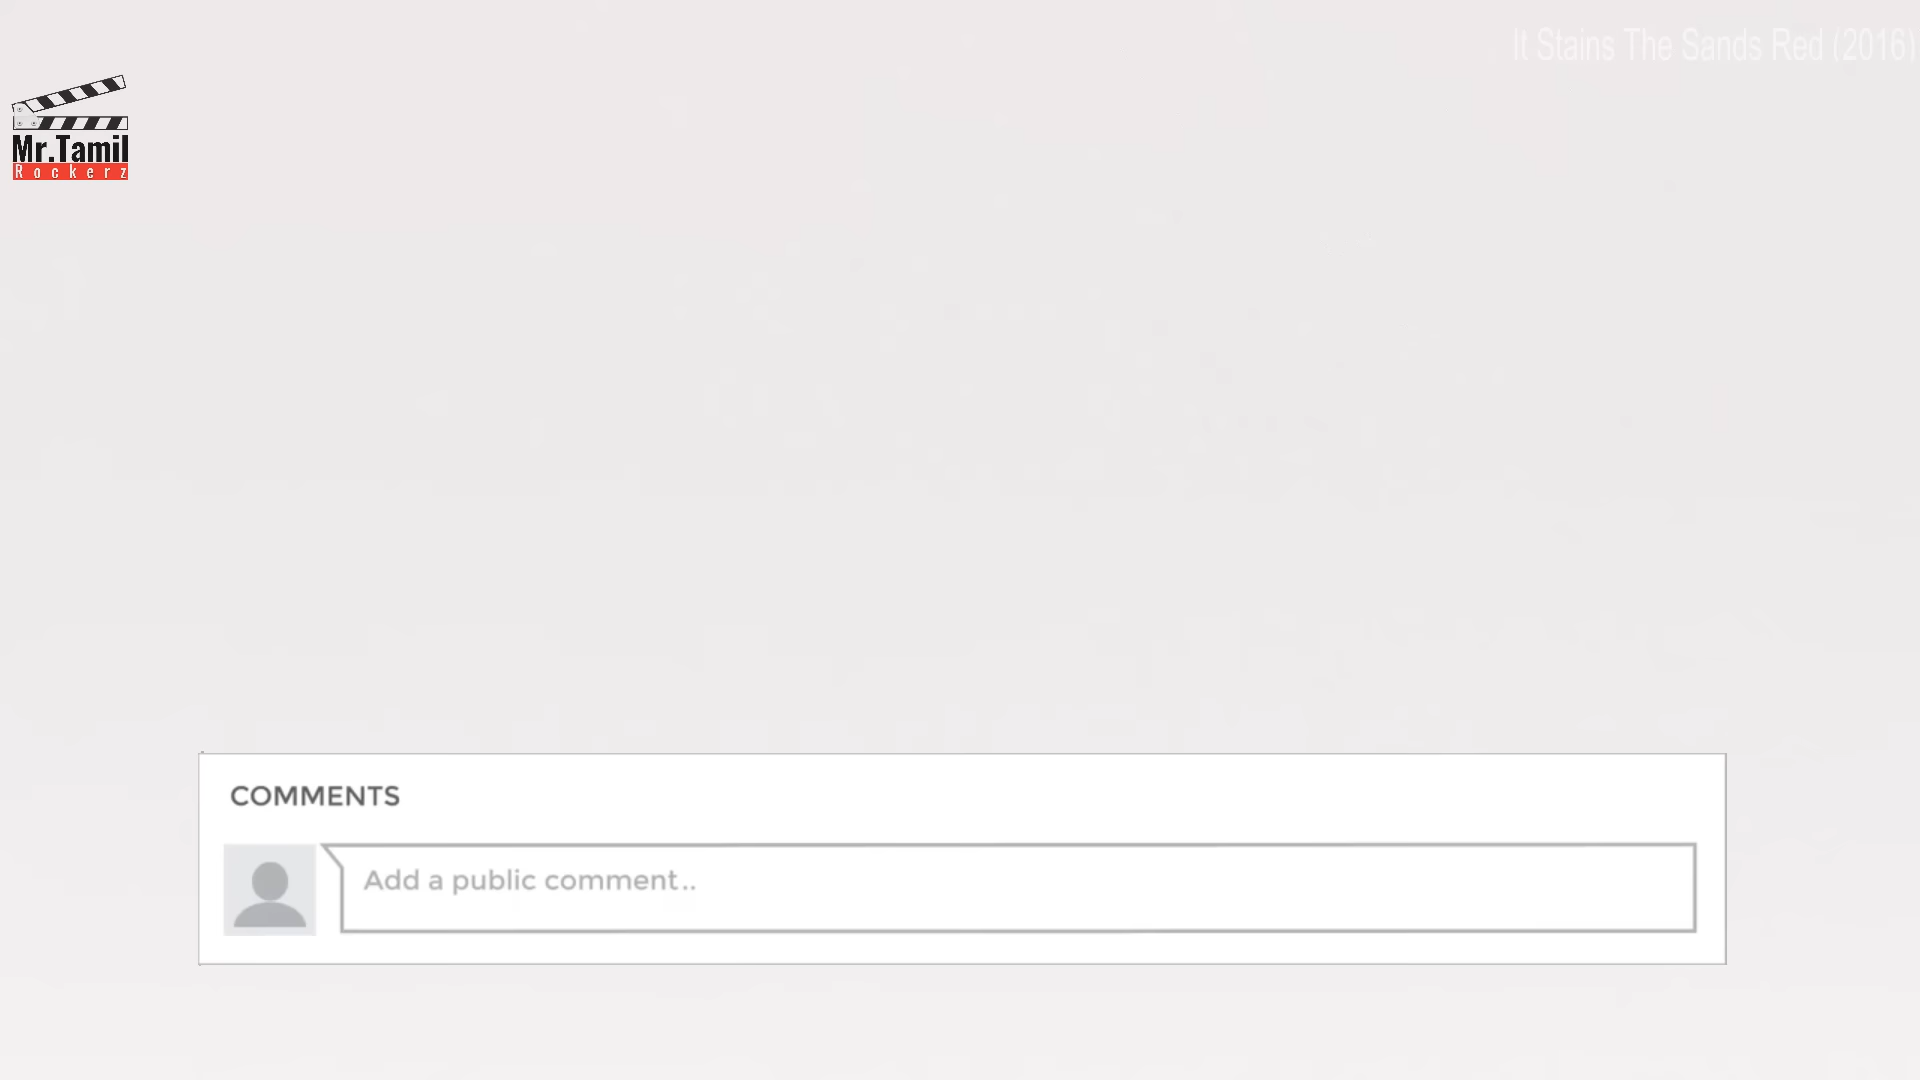 It Stains The Sands Red (2016)
Mr.Tamil
Rockerz
COMMENTS
Add a public comment..